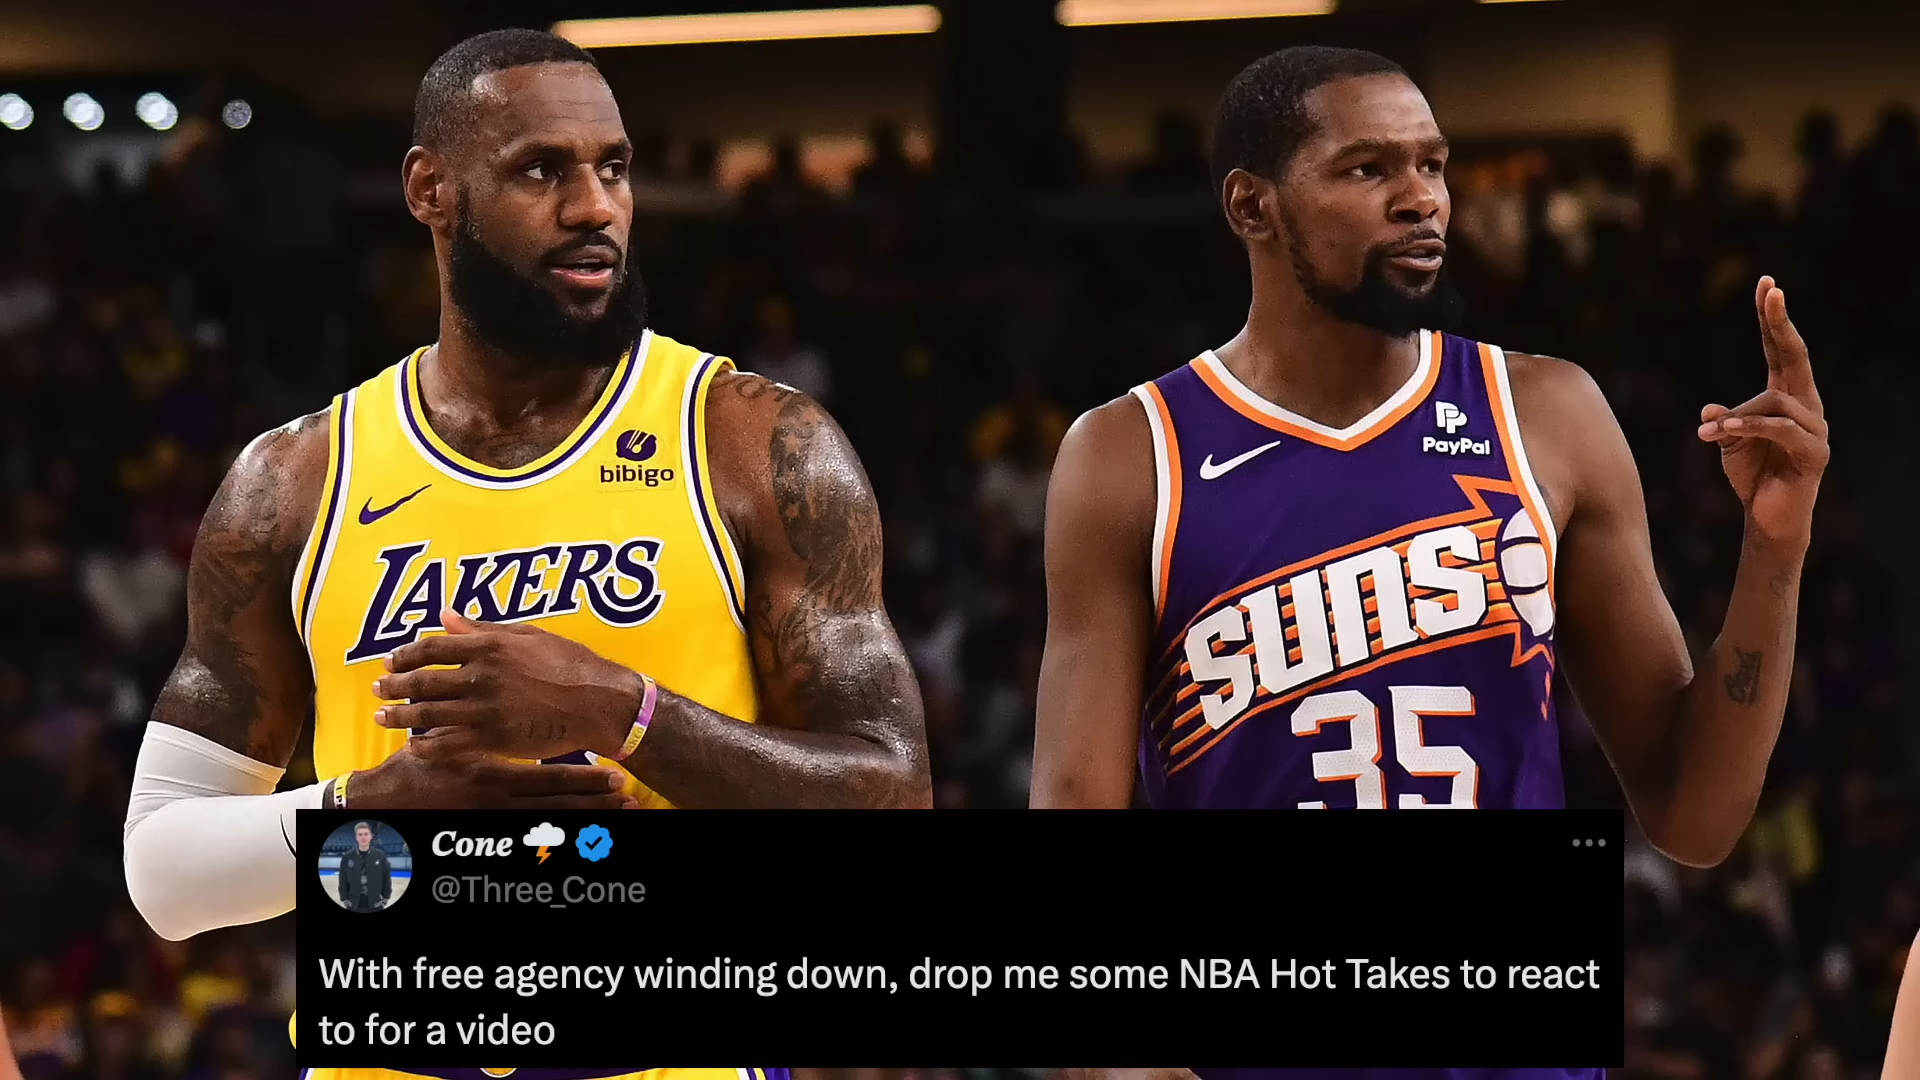 bibigo
LAKERS
PayPal
SUNS
35
Cone
@Three_Cone
With free agency winding down, drop me some NBA Hot Takes to react
to for a video